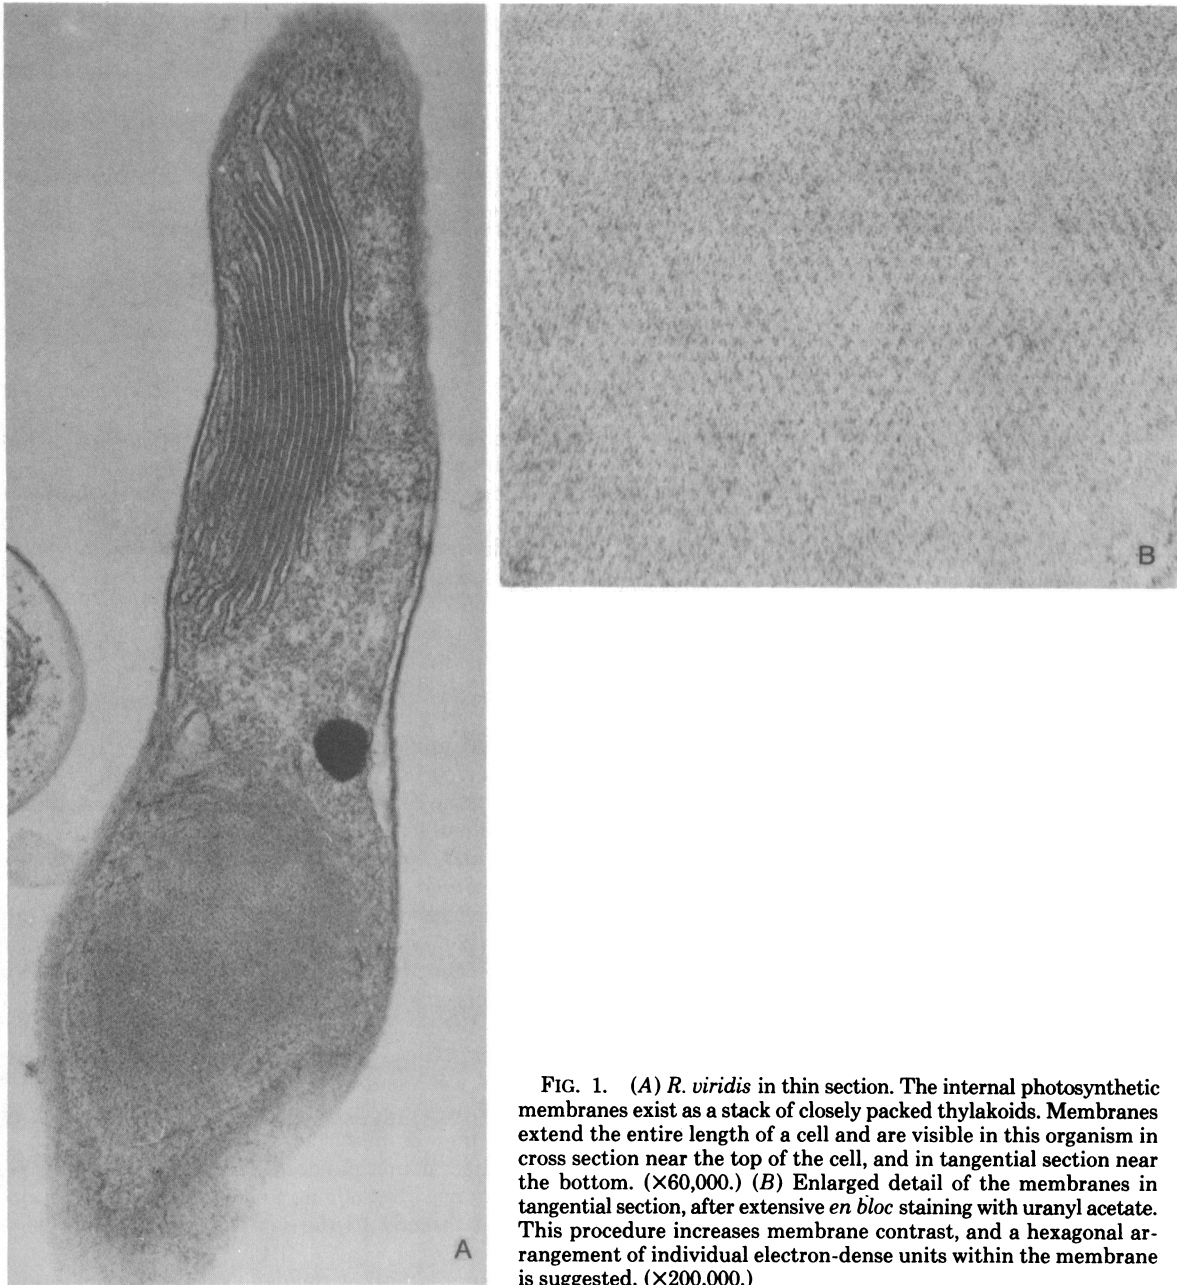 B
A
FIG. 1. (A) R. viridis in thin section. The internal photosynthetic
membranes exist as a stack of closely packed thylakoids. Membranes
extend the entire length of a cell and are visible in this organism in
cross section near the top of the cell, and in tangential section near
the bottom. (×60,000.) (B) Enlarged detail of the membranes in
tangential section, after extensive en bloc staining with uranyl acetate.
This procedure increases membrane contrast, and a hexagonal ar-
rangement of individual electron-dense units within the membrane
is suggested. (×200,000.)